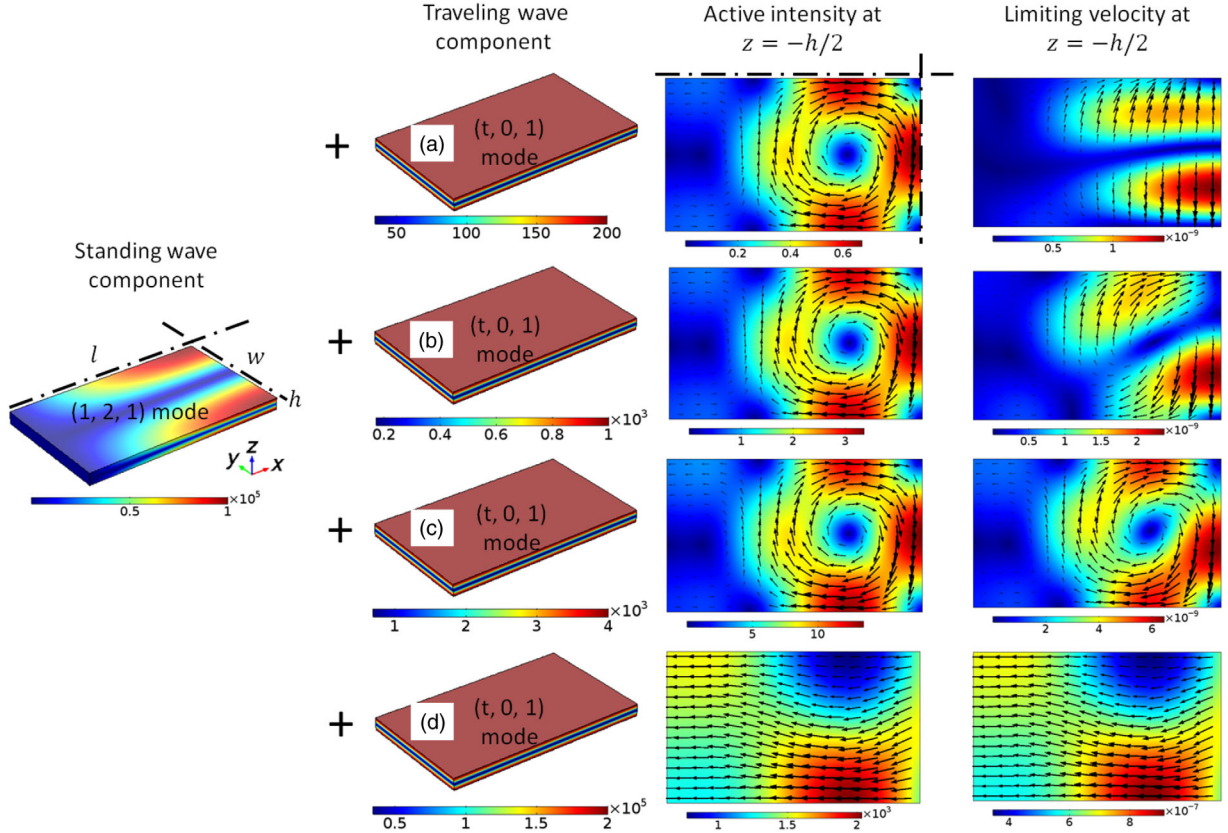 Traveling wave
component
Active intensity at
z = −h/2
Limiting velocity at
z = −h/2
+
(a)
(t, 0, 1)
mode
50 100 150 200
0.2 0.4 0.6
0.5 1 ×10⁻⁹
Standing wave
component
l
w
h
(1, 2, 1) mode
y z x
0.5 1 ×10⁵
+
(b)
(t, 0, 1)
mode
0.2 0.4 0.6 0.8 1 ×10³
1 2 3
0.5 1 1.5 2 ×10⁻⁹
+
(c)
(t, 0, 1)
mode
1 2 3 4 ×10³
5 10
2 4 6 ×10⁻⁹
+
(d)
(t, 0, 1)
mode
0.5 1 1.5 2 ×10⁵
1 2 ×10³
4 6 8 ×10⁻⁷